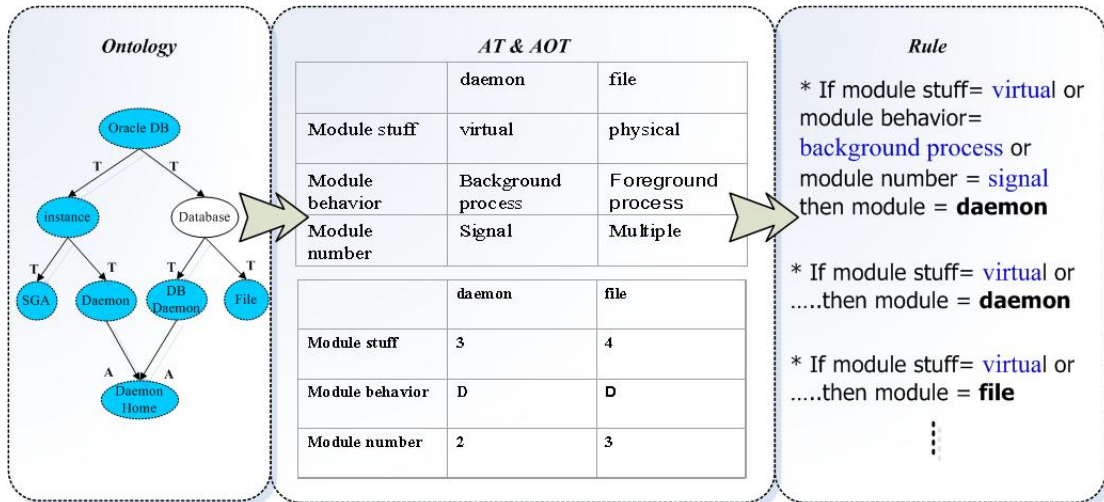 Ontology
Oracle DB
T T
instance Database
T T T T
SGA Daemon DB Daemon File
A A
Daemon Home
AT & AOT
daemon file
Module stuff virtual physical
Module behavior Background process Foreground process
Module number Signal Multiple
daemon file
Module stuff 3 4
Module behavior D D
Module number 2 3
Rule
* If module stuff= virtual or
module behavior=
background process or
module number = signal
then module = daemon
* If module stuff= virtual or
.....then module = daemon
* If module stuff= virtual or
.....then module = file